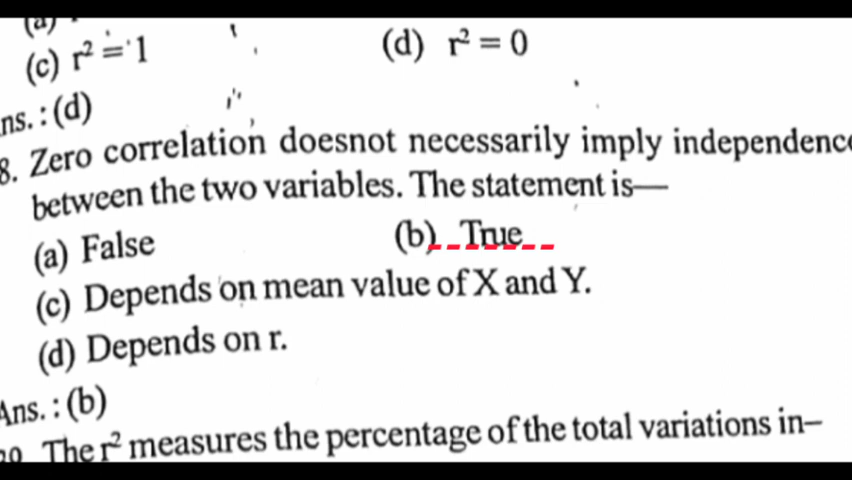 (a)
(c) r² = 1 (d) r² = 0
ns. : (d)
8. Zero correlation doesnot necessarily imply independence
between the two variables. The statement is—
(a) False (b) True
(c) Depends on mean value of X and Y.
(d) Depends on r.
Ans. : (b)
The r² measures the percentage of the total variations in–